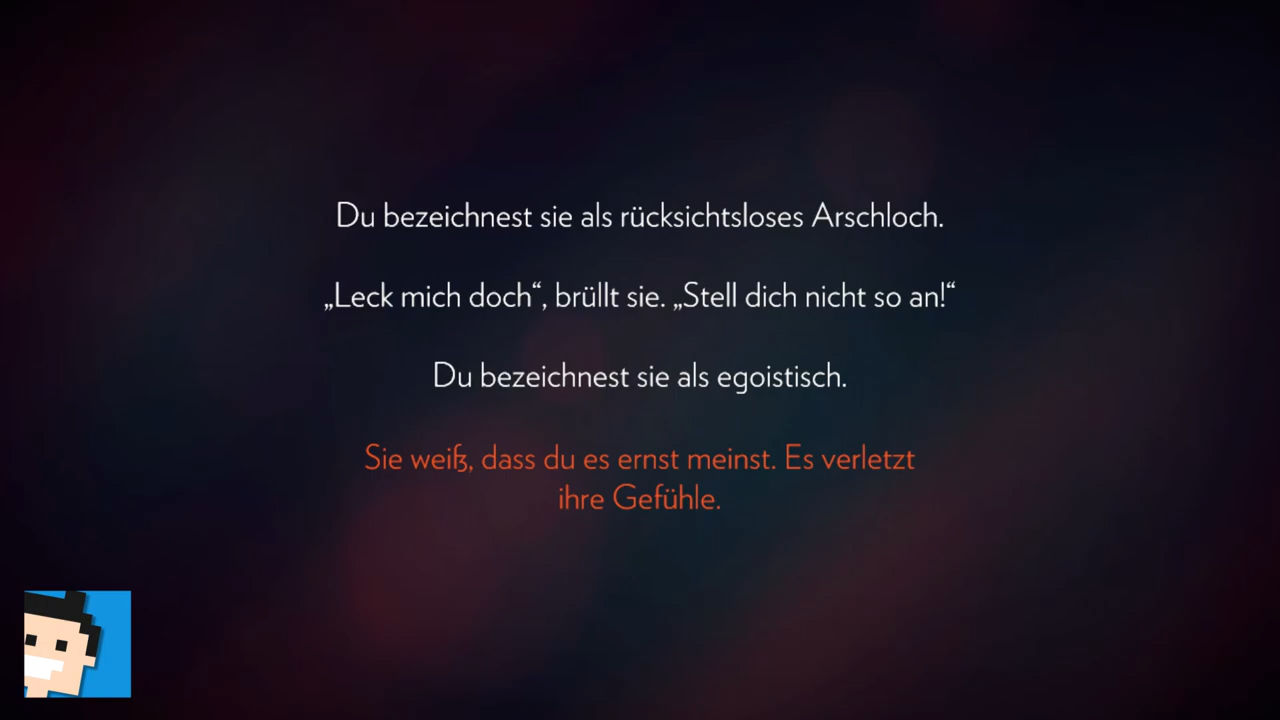 Du bezeichnest sie als rücksichtsloses Arschloch.
„Leck mich doch“, brüllt sie. „Stell dich nicht so an!“
Du bezeichnest sie als egoistisch.
Sie weiß, dass du es ernst meinst. Es verletzt
ihre Gefühle.